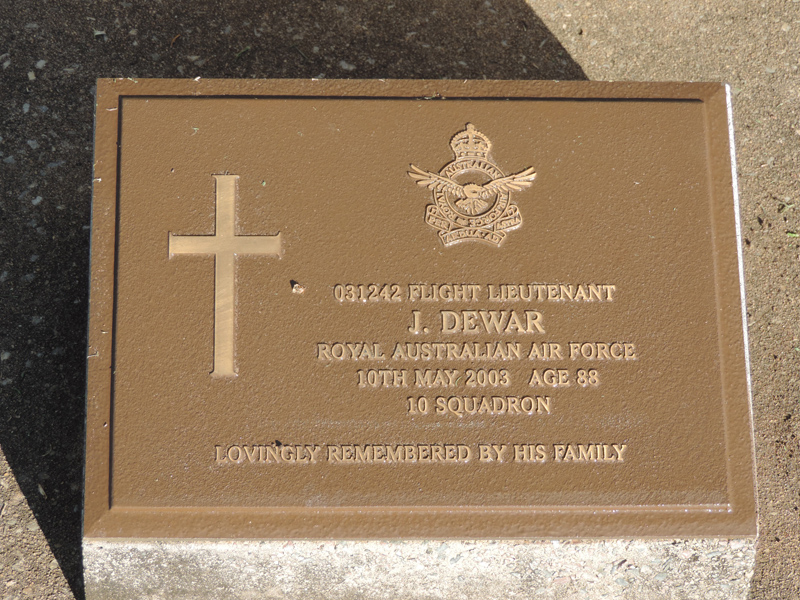 AUSTRALIAN
031242 FLIGHT LIEUTENANT
J. DEWAR
ROYAL AUSTRALIAN AIR FORCE
10TH MAY 2003 AGE 88
10 SQUADRON
LOVINGLY REMEMBERED BY HIS FAMILY